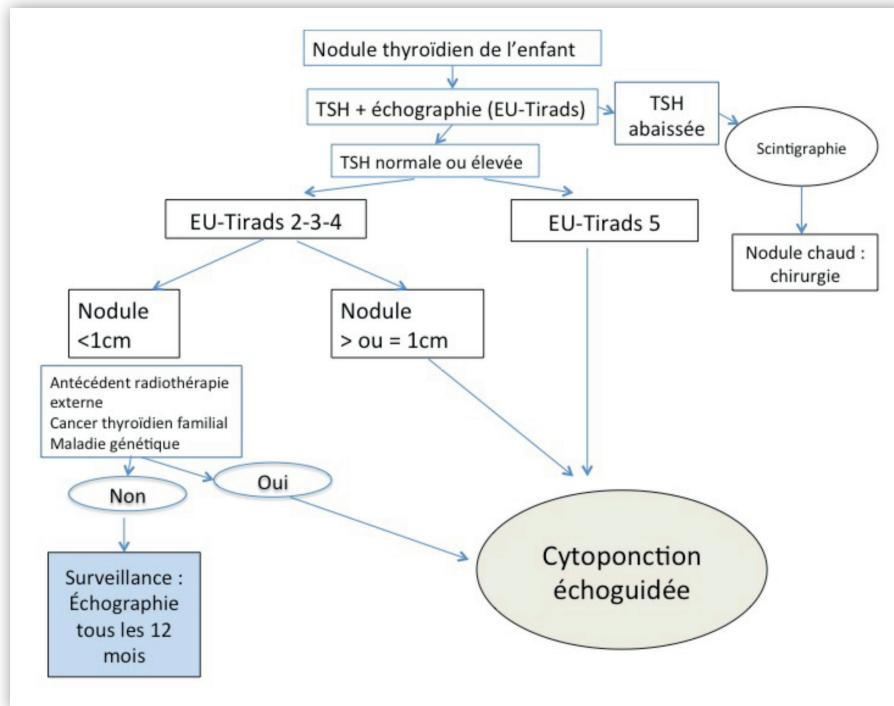 Nodule thyroïdien de l'enfant
TSH + échographie (EU-Tirads)
TSH
abaissée
Scintigraphie
TSH normale ou élevée
EU-Tirads 2-3-4
EU-Tirads 5
Nodule chaud :
chirurgie
Nodule
<1cm
Nodule
> ou = 1cm
Antécédent radiothérapie
externe
Cancer thyroïdien familial
Maladie génétique
Non
Oui
Cytoponction
échoguidée
Surveillance :
Échographie
tous les 12
mois